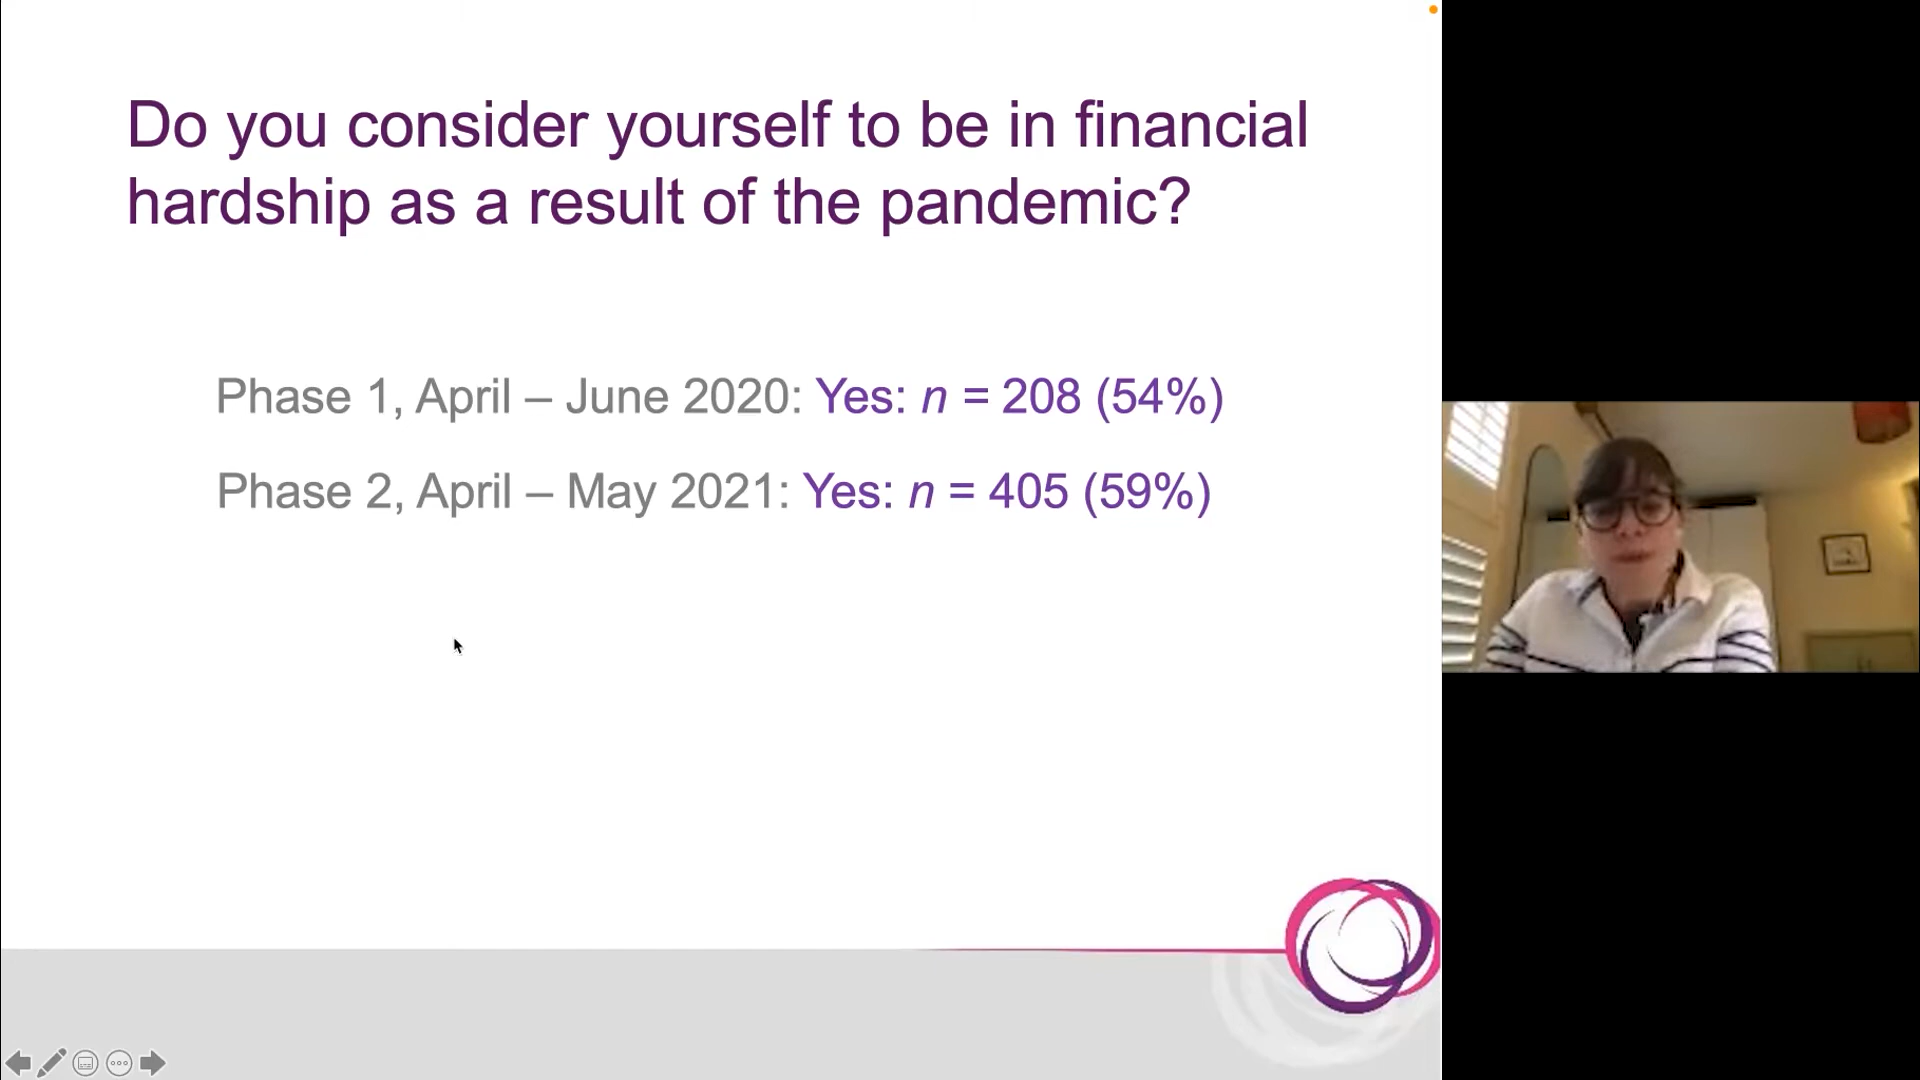 Do you consider yourself to be in financial
hardship as a result of the pandemic?
Phase 1, April – June 2020: Yes: n = 208 (54%)
Phase 2, April – May 2021: Yes: n = 405 (59%)